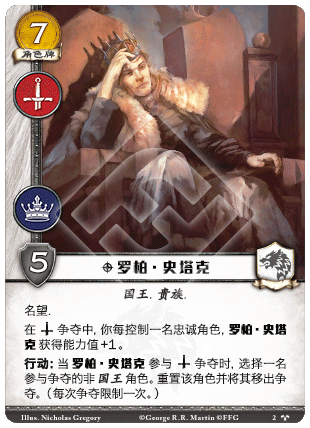 7
角色牌
5
罗柏·史塔克
国王. 贵族.
名望.
在 争夺中, 你每控制一名忠诚角色, 罗柏·史塔
克 获得能力值+1。
行动: 当 罗柏·史塔克 参与 争夺时, 选择一名
参与争夺的非 国王 角色。重置该角色并将其移出争
夺。(每次争夺限制一次。)
Illus. Nicholas Gregory ©George R.R. Martin ©FFG 2